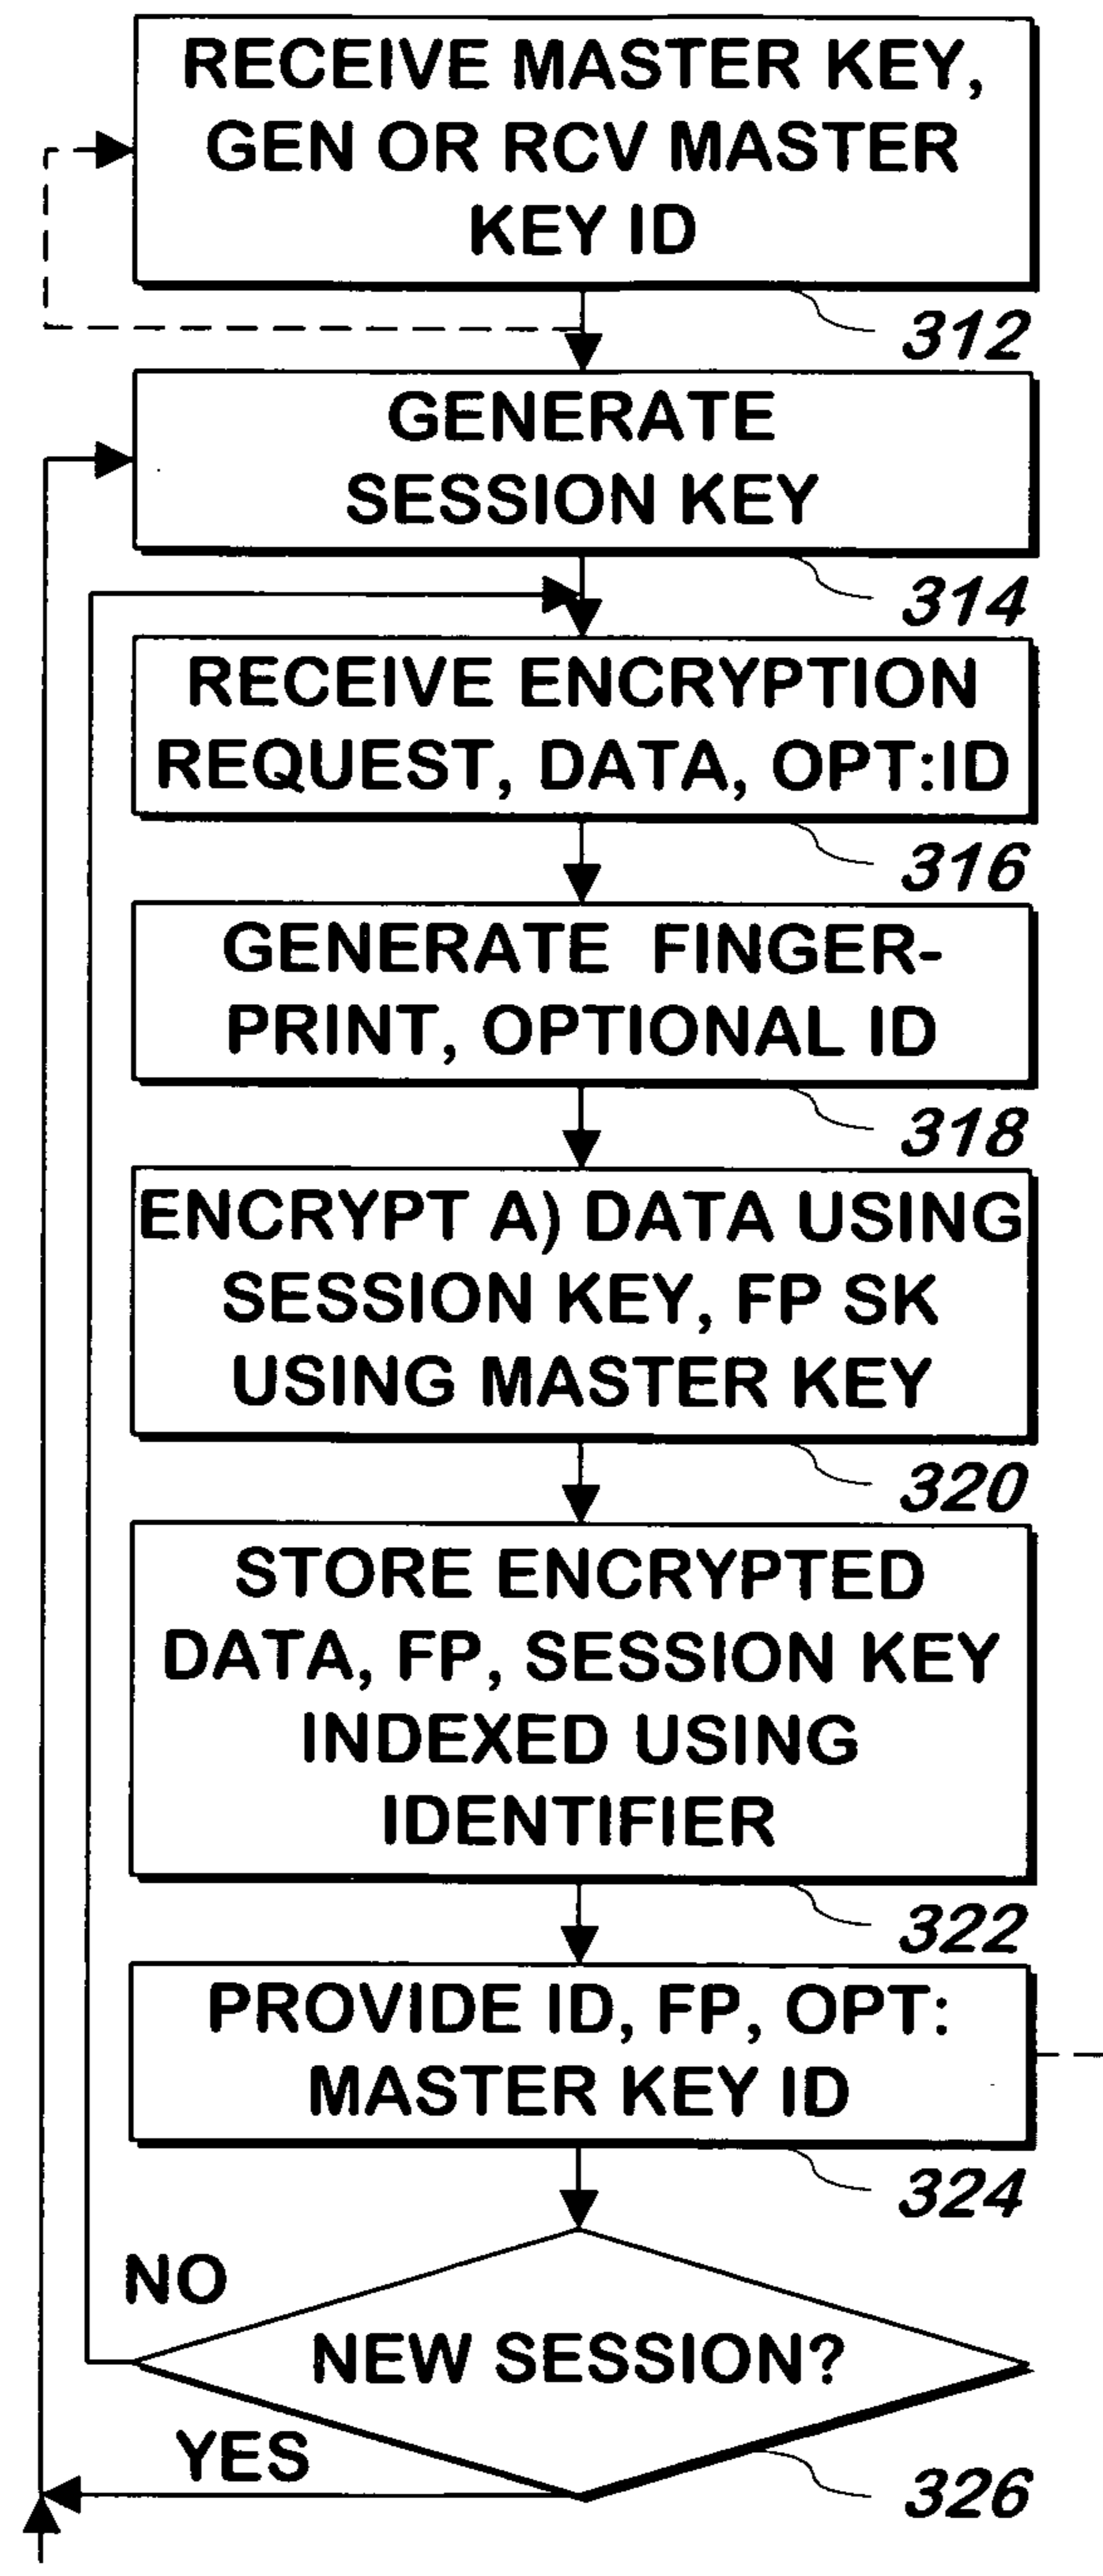 RECEIVE MASTER KEY,
GEN OR RCV MASTER
KEY ID
312
GENERATE
SESSION KEY
314
RECEIVE ENCRYPTION
REQUEST, DATA, OPT:ID
316
GENERATE FINGER-
PRINT, OPTIONAL ID
318
ENCRYPT A) DATA USING
SESSION KEY, FP SK
USING MASTER KEY
320
STORE ENCRYPTED
DATA, FP, SESSION KEY
INDEXED USING
IDENTIFIER
322
PROVIDE ID, FP, OPT:
MASTER KEY ID
324
NO
NEW SESSION?
YES
326